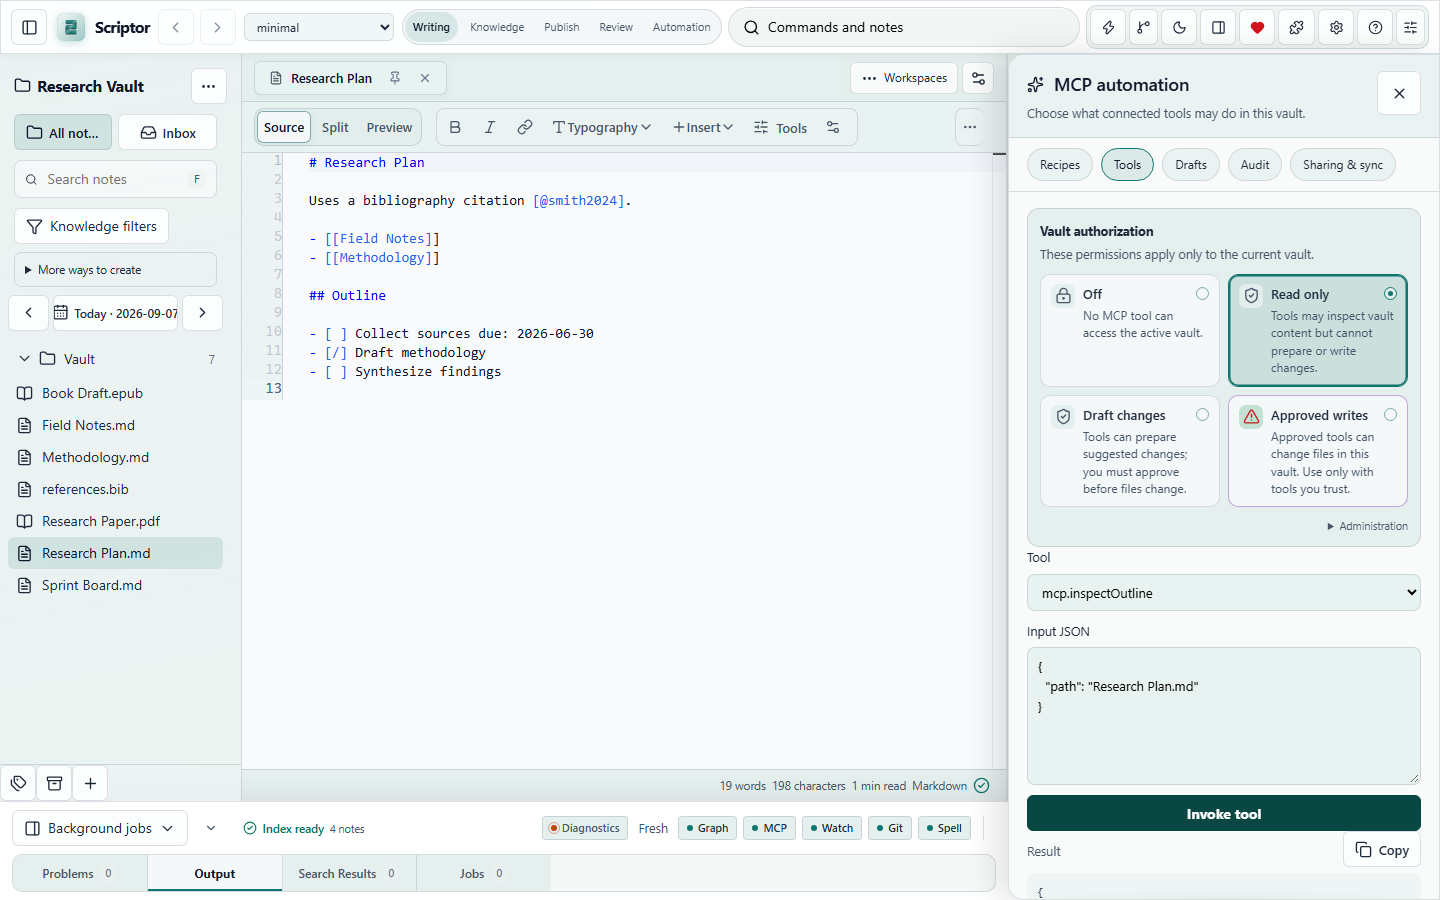 Scriptor
minimal
Writing
Knowledge
Publish
Review
Automation
Commands and notes
Research Vault
All not...
Inbox
Search notes
F
Knowledge filters
More ways to create
Today · 2026-09-07
Vault
7
Book Draft.epub
Field Notes.md
Methodology.md
references.bib
Research Paper.pdf
Research Plan.md
Sprint Board.md
Research Plan
Workspaces
Source
Split
Preview
B
I
Typography
Insert
Tools
1
# Research Plan
2
3
Uses a bibliography citation [@smith2024].
4
5
- [[Field Notes]]
6
- [[Methodology]]
7
8
## Outline
9
10
- [ ] Collect sources due: 2026-06-30
11
- [/] Draft methodology
12
- [ ] Synthesize findings
13
19 words 198 characters 1 min read Markdown
Background jobs
Index ready 4 notes
Diagnostics
Fresh
Graph
MCP
Watch
Git
Spell
Problems 0
Output
Search Results 0
Jobs 0
MCP automation
Choose what connected tools may do in this vault.
Recipes
Tools
Drafts
Audit
Sharing & sync
Vault authorization
These permissions apply only to the current vault.
Off
No MCP tool can
access the active vault.
Read only
Tools may inspect vault
content but cannot
prepare or write
changes.
Draft changes
Tools can prepare
suggested changes;
you must approve
before files change.
Approved writes
Approved tools can
change files in this
vault. Use only with
tools you trust.
Administration
Tool
mcp.inspectOutline
Input JSON
{
"path": "Research Plan.md"
}
Invoke tool
Result
Copy
{